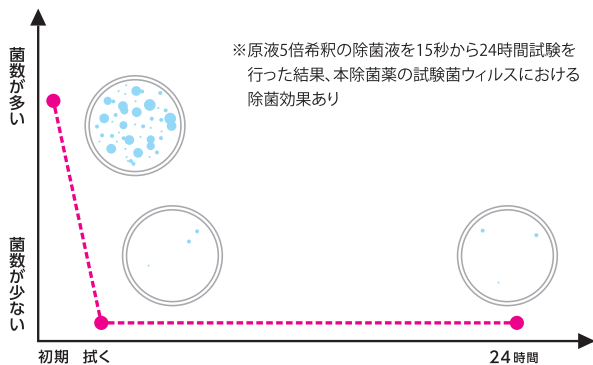 ※原液5倍希釈の除菌液を15秒から24時間試験を
行った結果、本除菌薬の試験菌ウィルスにおける
除菌効果あり
菌数が多い
菌数が少ない
初期 拭く 24時間